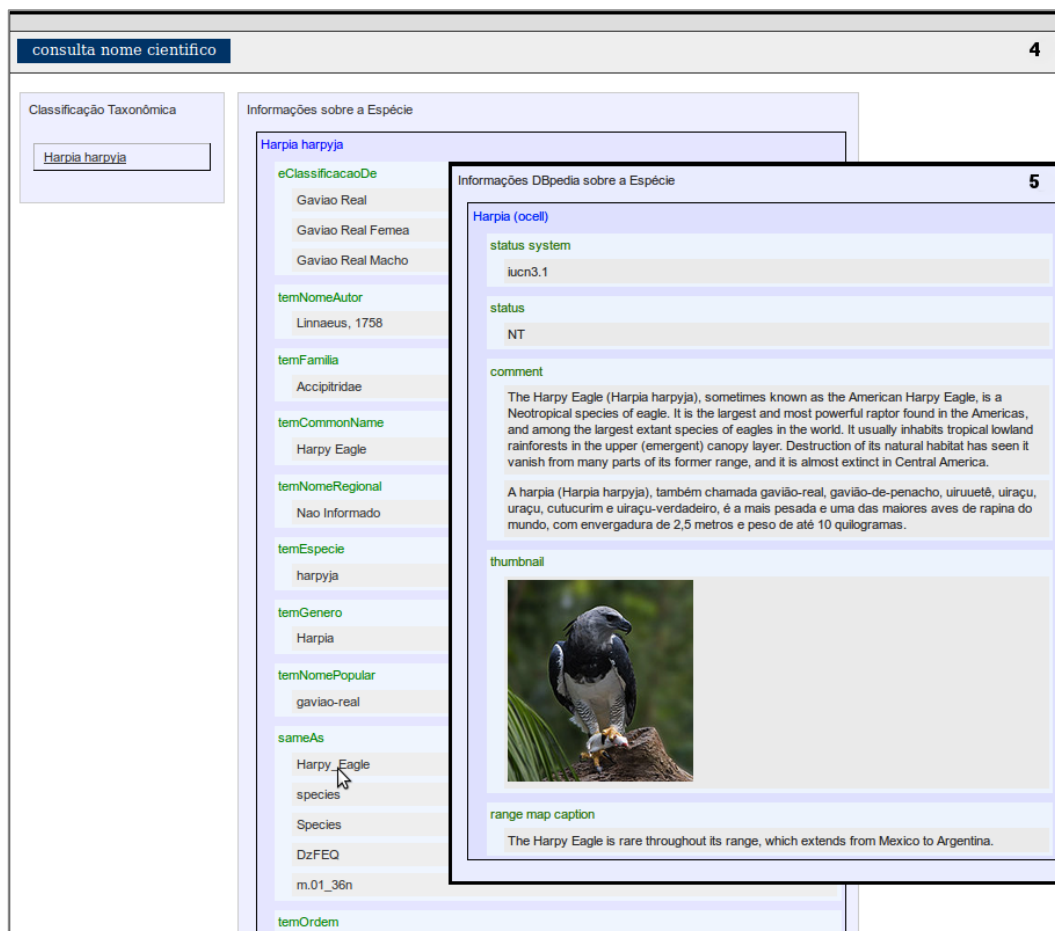 consulta nome cientifico
4
Classificação Taxonômica
Harpia harpyja
Informações sobre a Espécie
Harpia harpyja
eClassificacaoDe
Gaviao Real
Gaviao Real Femea
Gaviao Real Macho
temNomeAutor
Linnaeus, 1758
temFamilia
Accipitridae
temCommonName
Harpy Eagle
temNomeRegional
Nao Informado
temEspecie
harpyja
temGenero
Harpia
temNomePopular
gaviao-real
sameAs
Harpy_Eagle
species
Species
DzFEQ
m.01_36n
temOrdem
Informações DBpedia sobre a Espécie
5
Harpia (ocell)
status system
iucn3.1
status
NT
comment
The Harpy Eagle (Harpia harpyja), sometimes known as the American Harpy Eagle, is a
Neotropical species of eagle. It is the largest and most powerful raptor found in the Americas,
and among the largest extant species of eagles in the world. It usually inhabits tropical lowland
rainforests in the upper (emergent) canopy layer. Destruction of its natural habitat has seen it
vanish from many parts of its former range, and it is almost extinct in Central America.
A harpia (Harpia harpyja), também chamada gavião-real, gavião-de-penacho, uiruuetê, uiraçu,
uraçu, cutucurim e uiraçu-verdadeiro, é a mais pesada e uma das maiores aves de rapina do
mundo, com envergadura de 2,5 metros e peso de até 10 quilogramas.
thumbnail
range map caption
The Harpy Eagle is rare throughout its range, which extends from Mexico to Argentina.